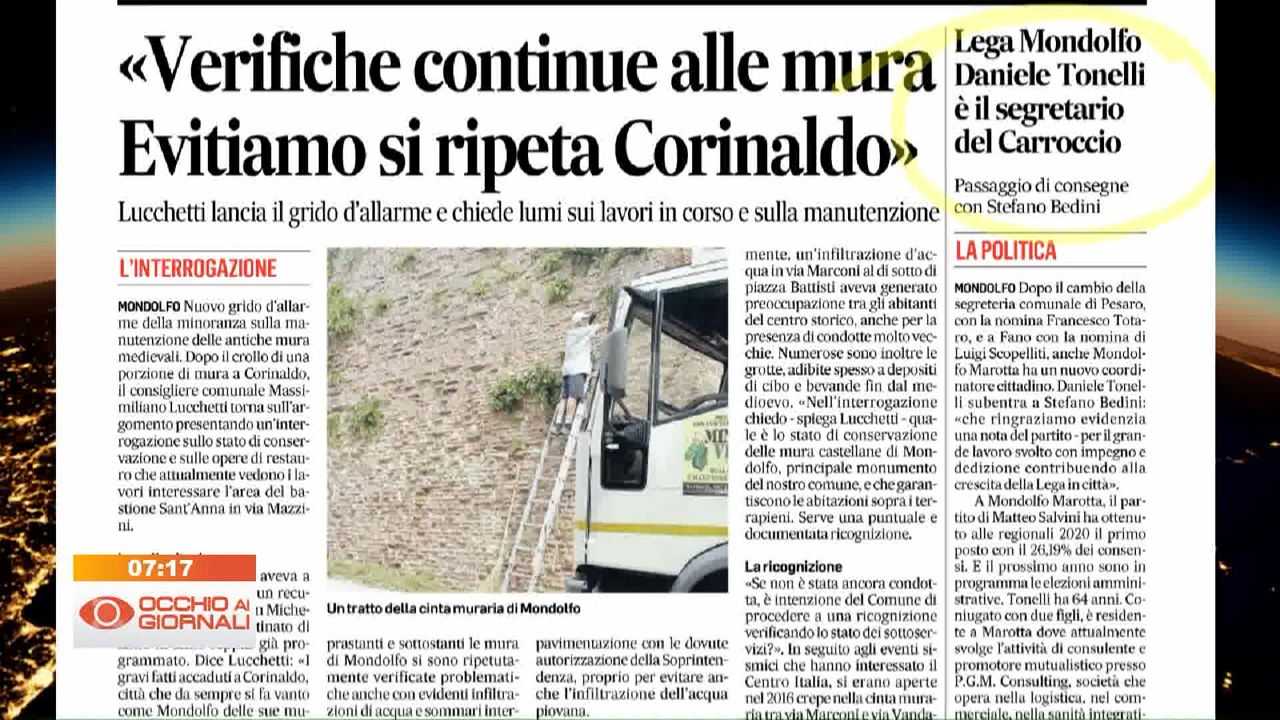 «Verifiche continue alle mura
Evitiamo si ripeta Corinaldo»
Lucchetti lancia il grido d'allarme e chiede lumi sui lavori in corso e sulla manutenzione
L'INTERROGAZIONE
MONDOLFO Nuovo grido d'allar-
me della minoranza sulla ma-
nutenzione delle antiche mura
medievali. Dopo il crollo di una
porzione di mura a Corinaldo,
il consigliere comunale Massi-
miliano Lucchetti torna sull'ar-
gomento presentando un'inter-
rogazione sullo stato di conser-
vazione e sulle opere di restau-
ro che attualmente vedono i la-
vori interessare l'area del ba-
stione Sant'Anna in via Mazzi-
ni.
aveva a
un recu-
n Miche-
tinato di
già pro-
grammato. Dice Lucchetti: «I
gravi fatti accaduti a Corinaldo,
città che da sempre si fa vanto
come Mondolfo delle sue mu-
07:17
OCCHIO AI
GIORNALI
Un tratto della cinta muraria di Mondolfo
prastanti e sottostanti le mura
di Mondolfo si sono ripetuta-
mente verificate problemati-
che anche con evidenti infiltra-
zioni di acqua e sommari inter-
pavimentazione con le dovute
autorizzazione della Soprinten-
denza, proprio per evitare an-
che l'infiltrazione dell'acqua
piovana.
mente, un'infiltrazione d'ac-
qua in via Marconi al di sotto di
piazza Battisti aveva generato
preoccupazione tra gli abitanti
del centro storico, anche per la
presenza di condotte molto vec-
chie. Numerose sono inoltre le
grotte, adibite spesso a depositi
di cibo e bevande fin dal me-
dioevo. «Nell'interrogazione
chiedo - spiega Lucchetti - qua-
le è lo stato di conservazione
delle mura castellane di Mon-
dolfo, principale monumento
del nostro comune, e che garan-
tiscono le abitazioni sopra i ter-
rapieni. Serve una puntuale e
documentata ricognizione.
La ricognizione
«Se non è stata ancora condot-
ta, è intenzione del Comune di
procedere a una ricognizione
verificando lo stato dei sottoser-
vizi?». In seguito agli eventi si-
smici che hanno interessato il
Centro Italia, si erano aperte
nel 2016 crepe nella cinta mura-
ria tra via Marconi e via Vanda-
Lega Mondolfo
Daniele Tonelli
è il segretario
del Carroccio
Passaggio di consegne
con Stefano Bedini
LA POLITICA
MONDOLFO Dopo il cambio della
segreteria comunale di Pesaro,
con la nomina Francesco Tota-
ro, e a Fano con la nomina di
Luigi Scopelliti, anche Mondol-
fo Marotta ha un nuovo coordi-
natore cittadino. Daniele Tonel-
li subentra a Stefano Bedini:
«che ringraziamo evidenzia
una nota del partito - per il gran-
de lavoro svolto con impegno e
dedizione contribuendo alla
crescita della Lega in città».
A Mondolfo Marotta, il par-
tito di Matteo Salvini ha ottenu-
to alle regionali 2020 il primo
posto con il 26,19% dei consen-
si. E il prossimo anno sono in
programma le elezioni ammini-
strative. Tonelli ha 64 anni. Co-
niugato con due figli, è residen-
te a Marotta dove attualmente
svolge l'attività di consulente e
promotore mutualistico presso
P.G.M. Consulting, società che
opera nella logistica, nel com-
merciale, nella sanità integrati-